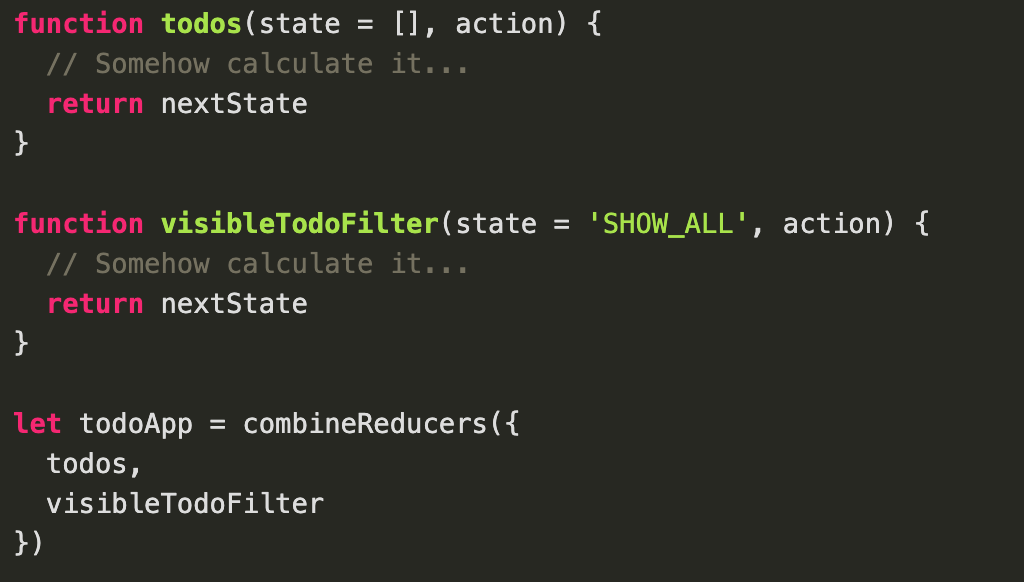 function todos(state = [], action) {
  // Somehow calculate it...
  return nextState
}

function visibleTodoFilter(state = 'SHOW_ALL', action) {
  // Somehow calculate it...
  return nextState
}

let todoApp = combineReducers({
  todos,
  visibleTodoFilter
})